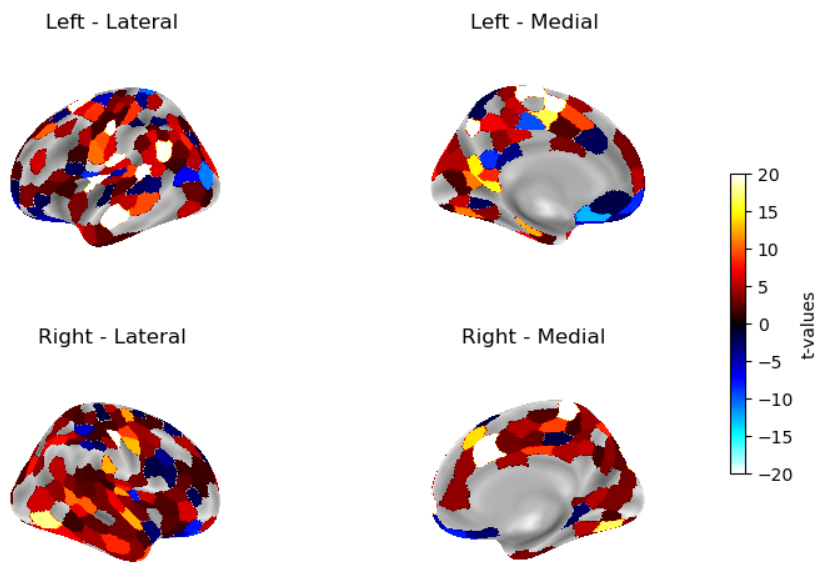 Left - Lateral
Left - Medial
Right - Lateral
Right - Medial
20
15
10
5
0
−5
−10
−15
−20
t-values